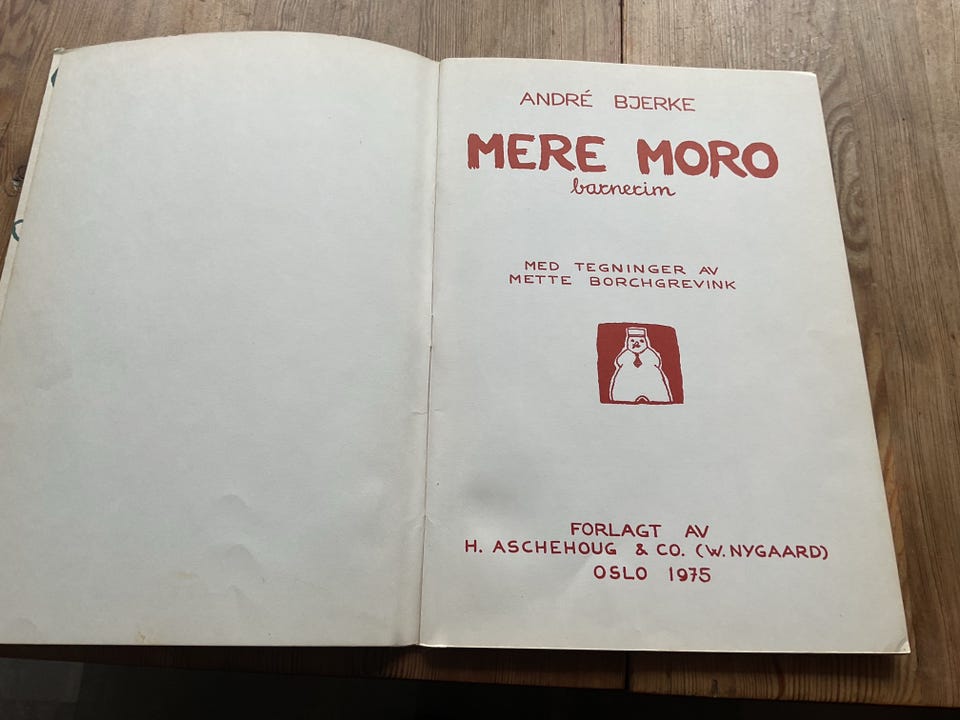 ANDRÉ BJERKE
MERE MORO
barnerim
MED TEGNINGER AV
METTE BORCHGREVINK
FORLAGT AV
H. ASCHEHOUG & CO. (W. NYGAARD)
OSLO 1975